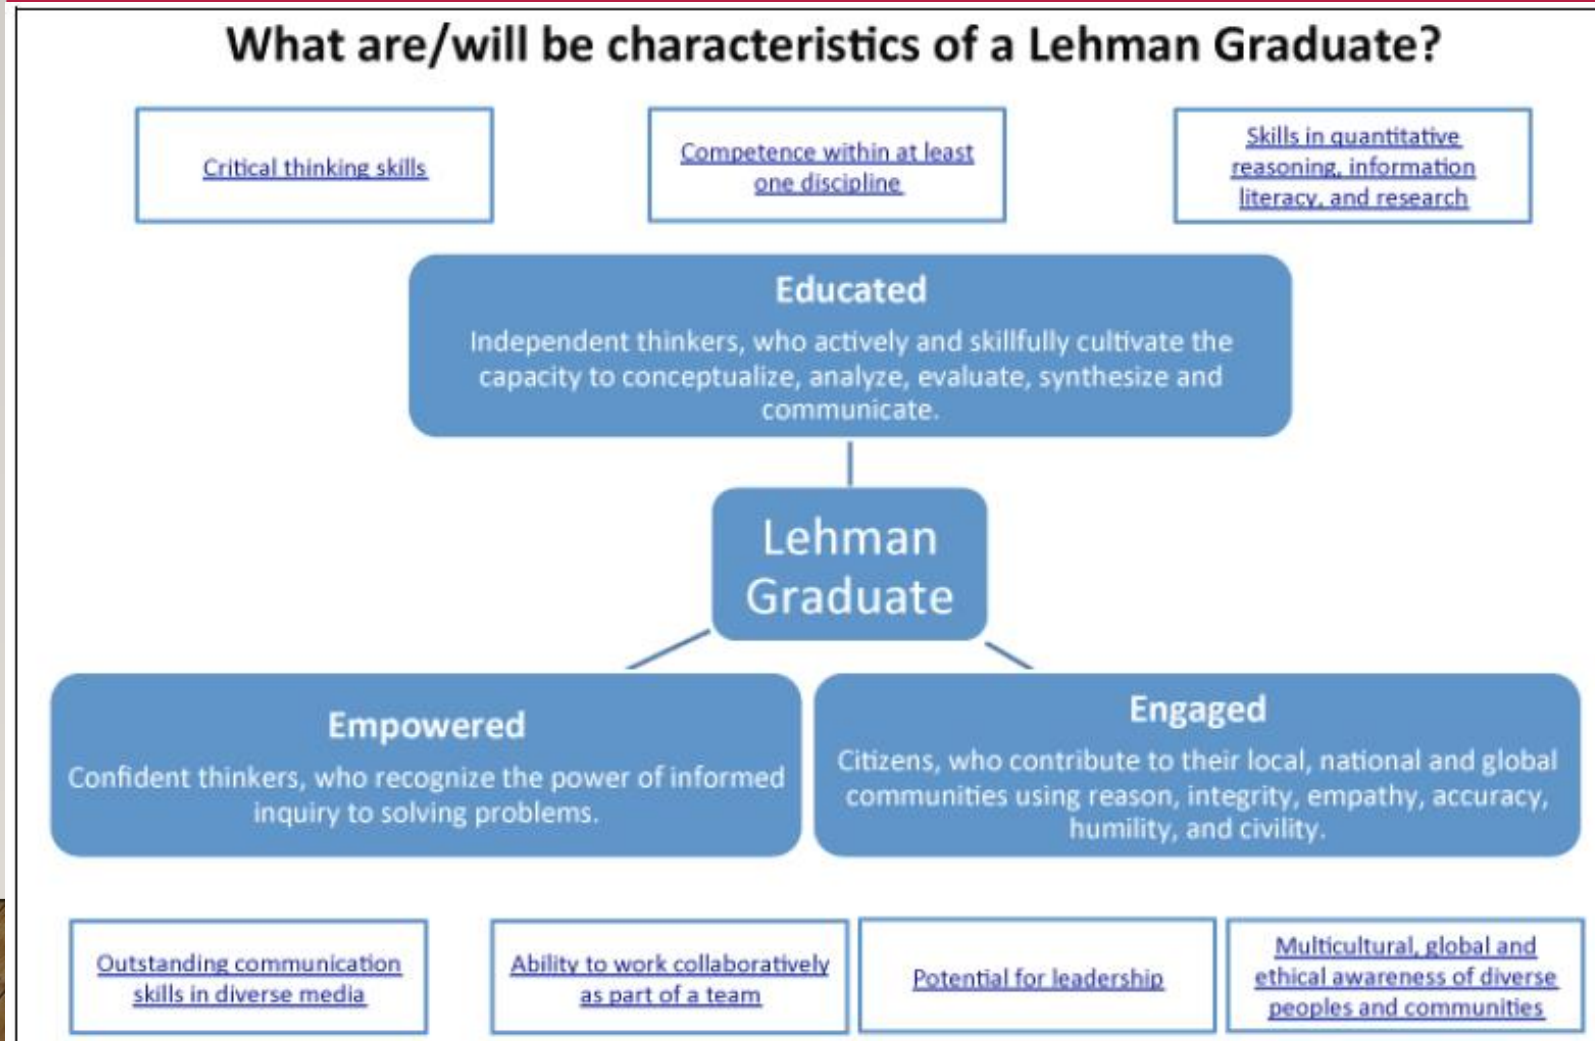 What are/will be characteristics of a Lehman Graduate?
Critical thinking skills
Competence within at least
one discipline
Skills in quantitative
reasoning, information
literacy, and research
Educated
Independent thinkers, who actively and skillfully cultivate the
capacity to conceptualize, analyze, evaluate, synthesize and
communicate.
Lehman
Graduate
Empowered
Confident thinkers, who recognize the power of informed
inquiry to solving problems.
Engaged
Citizens, who contribute to their local, national and global
communities using reason, integrity, empathy, accuracy,
humility, and civility.
Outstanding communication
skills in diverse media
Ability to work collaboratively
as part of a team
Potential for leadership
Multicultural, global and
ethical awareness of diverse
peoples and communities